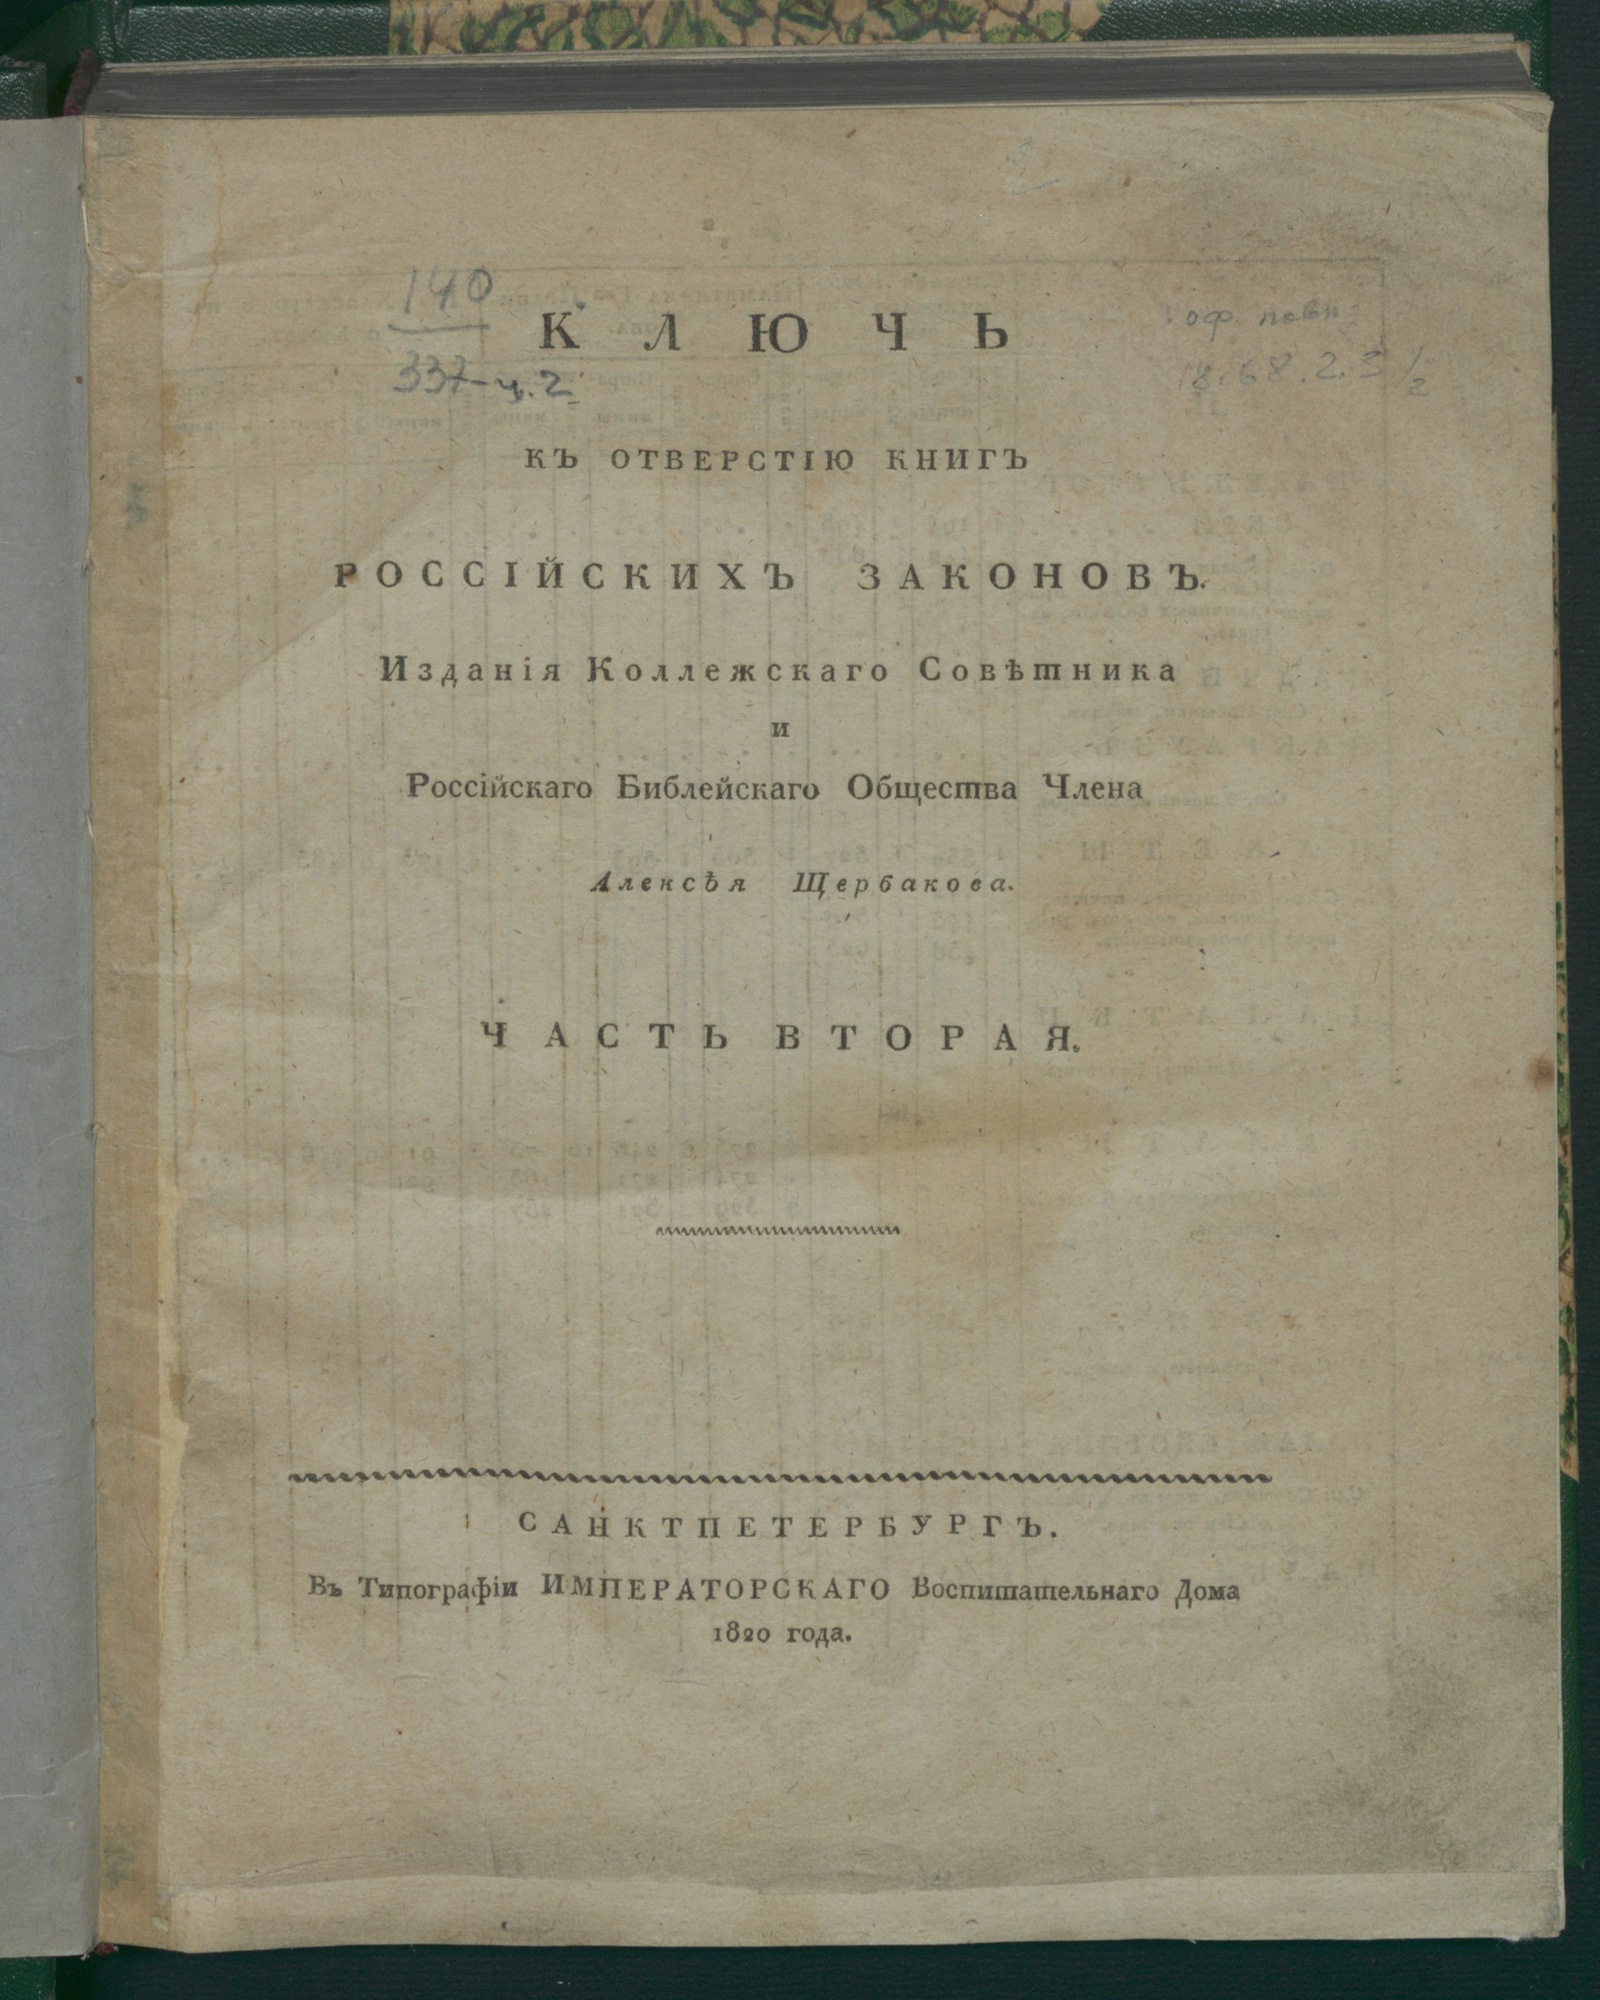 140
337-ч.2
К Л Ю Ч Ь
КЪ ОТВЕРСТІЮ КНИГЪ
РОССІЙСКИХЪ ЗАКОНОВЪ.
Изданія Коллежскаго Совѣтника
и
Россійскаго Библейскаго Общества Члена
Алексѣя Щербакова.
ЧАСТЬ ВТОРАЯ.
САНКТПЕТЕРБУРГЪ.
Въ Типографіи ИМПЕРАТОРСКАГО Воспитательнаго Дома
1820 года.